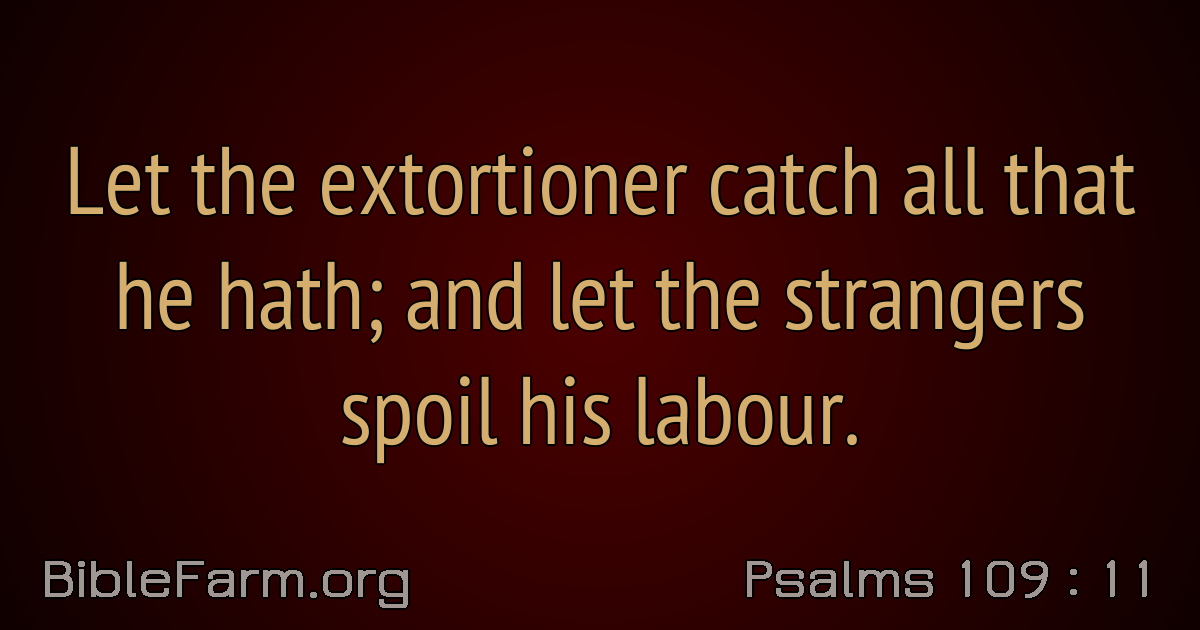 Let the extortioner catch all that
he hath; and let the strangers
spoil his labour.
BibleFarm.org
Psalms 109 : 11